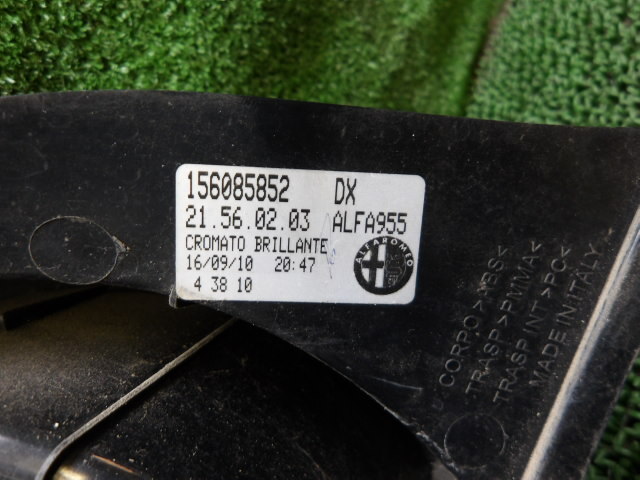 156085852 DX
21.56.02.03 ALFA955
CROMATO BRILLANTE
16/09/10 20:47
4 38 10
ALFA ROMEO
CORPO >ABS<
TRASP >PMMA<
TRASP INT >PC<
MADE IN ITALY